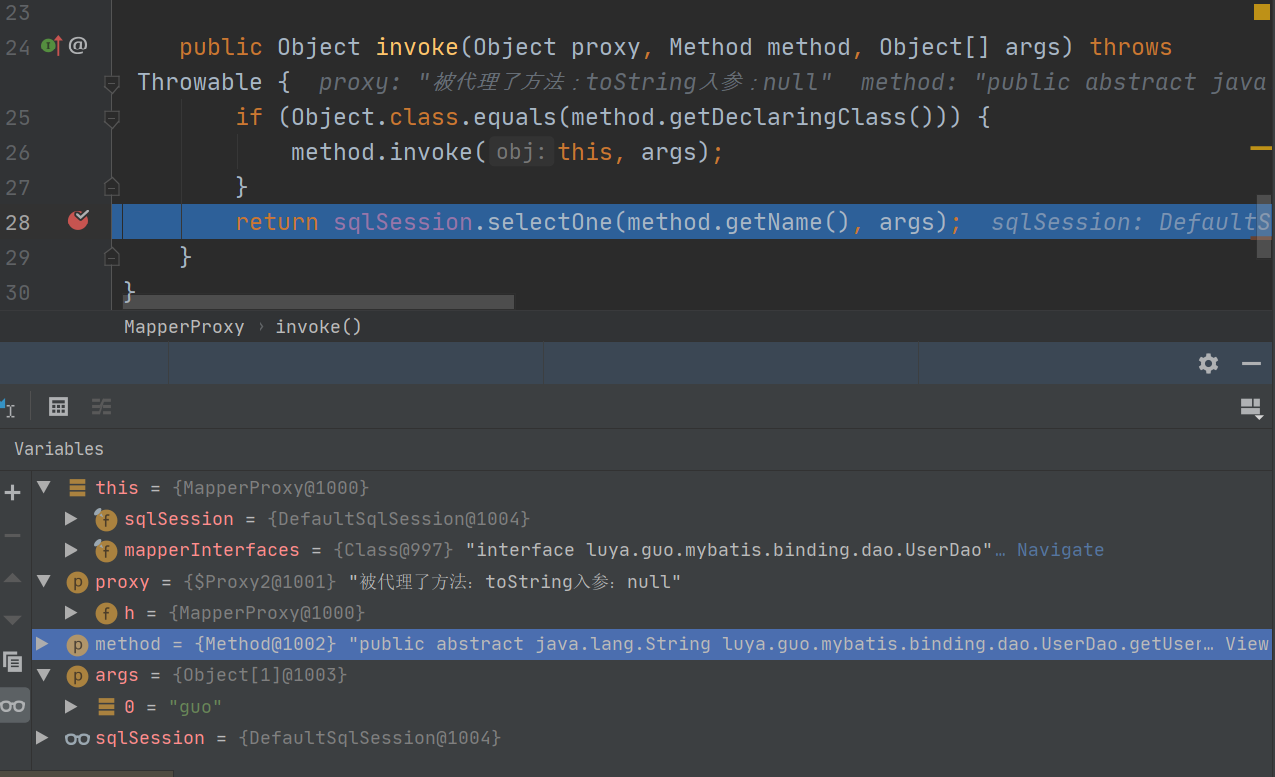 23
24 public Object invoke(Object proxy, Method method, Object[] args) throws
Throwable { proxy: "被代理了方法：toString入参：null" method: "public abstract java
25 if (Object.class.equals(method.getDeclaringClass())) {
26 method.invoke( obj: this, args);
27 }
28 return sqlSession.selectOne(method.getName(), args); sqlSession: DefaultS
29 }
30 }
MapperProxy › invoke()
Variables
this = {MapperProxy@1000}
f sqlSession = {DefaultSqlSession@1004}
f mapperInterfaces = {Class@997} "interface luya.guo.mybatis.binding.dao.UserDao"… Navigate
p proxy = {$Proxy2@1001} "被代理了方法：toString入参：null"
f h = {MapperProxy@1000}
p method = {Method@1002} "public abstract java.lang.String luya.guo.mybatis.binding.dao.UserDao.getUser… View
p args = {Object[1]@1003}
0 = "guo"
sqlSession = {DefaultSqlSession@1004}